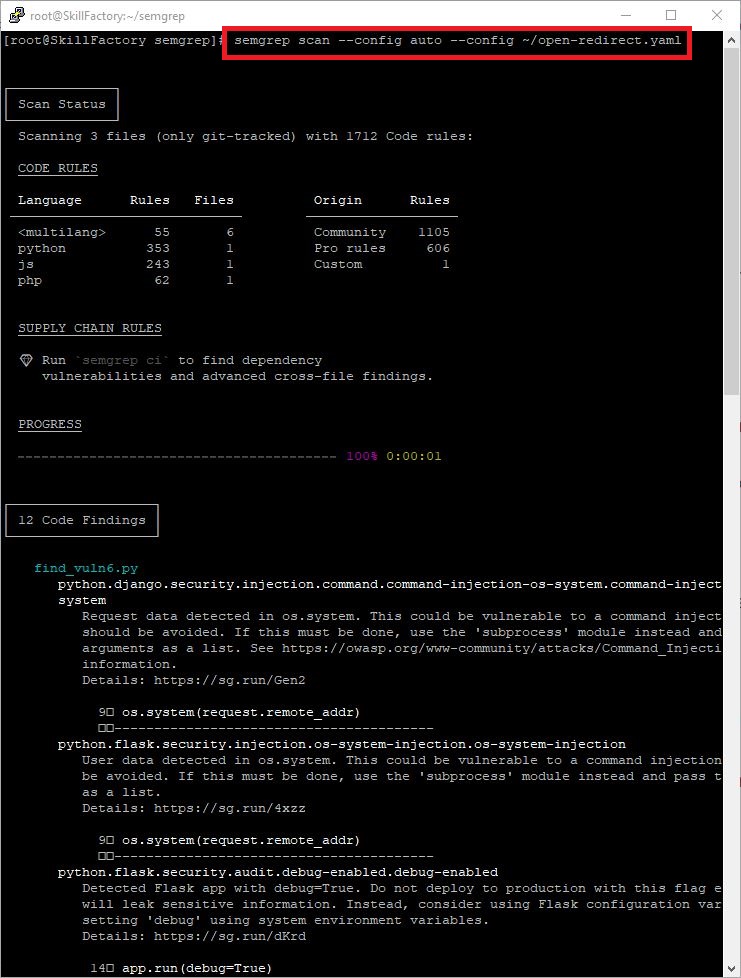 root@SkillFactory:~/semgrep
[root@SkillFactory semgrep]# semgrep scan --config auto --config ~/open-redirect.yaml
Scan Status
Scanning 3 files (only git-tracked) with 1712 Code rules:
CODE RULES
Language Rules Files Origin Rules
<multilang> 55 6 Community 1105
python 353 1 Pro rules 606
js 243 1 Custom 1
php 62 1
SUPPLY CHAIN RULES
Run `semgrep ci` to find dependency
vulnerabilities and advanced cross-file findings.
PROGRESS
---------------------------------------- 100% 0:00:01
12 Code Findings
find_vuln6.py
python.django.security.injection.command.command-injection-os-system.command-inject
system
Request data detected in os.system. This could be vulnerable to a command inject
should be avoided. If this must be done, use the 'subprocess' module instead and
arguments as a list. See https://owasp.org/www-community/attacks/Command_Injecti
information.
Details: https://sg.run/Gen2
9 os.system(request.remote_addr)
----------------------------------------
python.flask.security.injection.os-system-injection.os-system-injection
User data detected in os.system. This could be vulnerable to a command injection
be avoided. If this must be done, use the 'subprocess' module instead and pass t
as a list.
Details: https://sg.run/4xzz
9 os.system(request.remote_addr)
----------------------------------------
python.flask.security.audit.debug-enabled.debug-enabled
Detected Flask app with debug=True. Do not deploy to production with this flag e
will leak sensitive information. Instead, consider using Flask configuration var
setting 'debug' using system environment variables.
Details: https://sg.run/dKrd
14 app.run(debug=True)